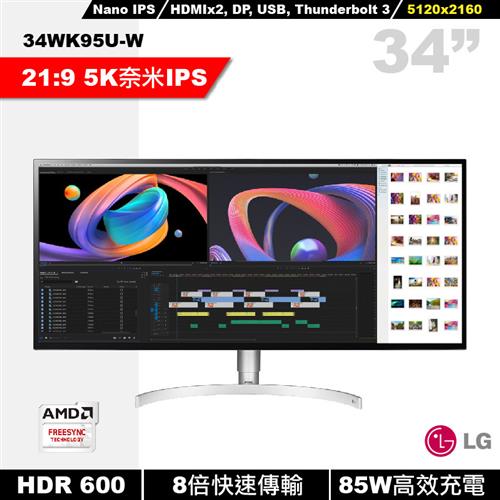 Nano IPS / HDMIx2, DP, USB, Thunderbolt 3 / 5120x2160
34WK95U-W
34”
21:9 5K奈米IPS
AMD
FREESYNC
TECHNOLOGY
LG
HDR 600
8倍快速傳輸
85W高效充電